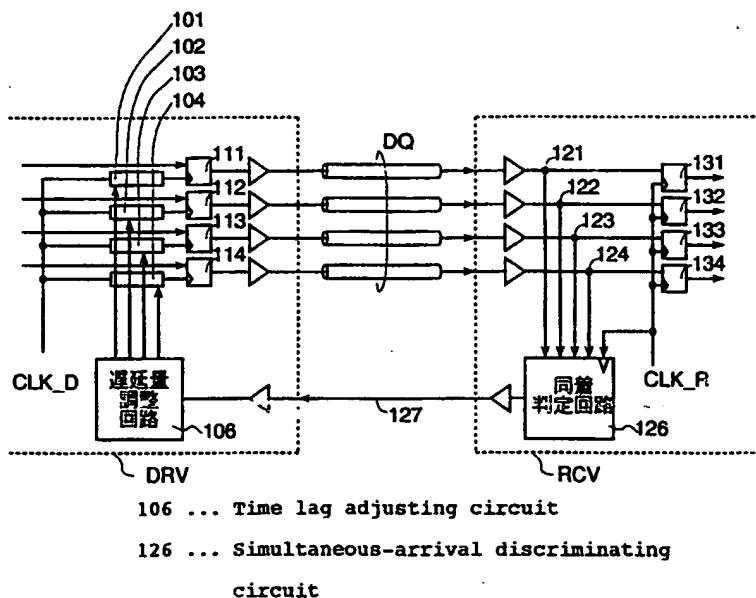 101
102
103
104
DQ
111
112
113
114
121
122
123
124
131
132
133
134
CLK_D
遅延量
調整
回路
106
127
同着
判定回路
126
CLK_R
DRV
RCV
106 ... Time lag adjusting circuit
126 ... Simultaneous-arrival discriminating
circuit